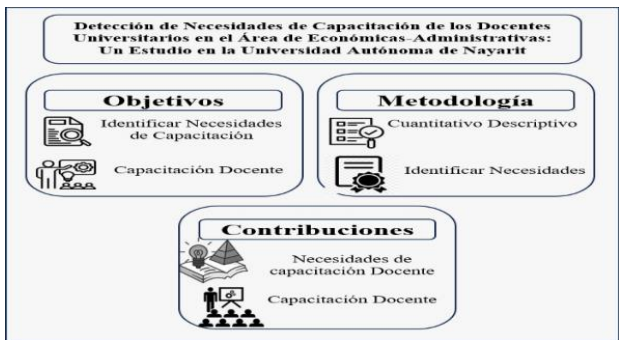 Detección de Necesidades de Capacitación de los Docentes
Universitarios en el Área de Económicas-Administrativas:
Un Estudio en la Universidad Autónoma de Nayarit
Objetivos
Identificar Necesidades
de Capacitación
Capacitación Docente
Metodología
Cuantitativo Descriptivo
Identificar Necesidades
Contribuciones
Necesidades de
capacitación Docente
Capacitación Docente